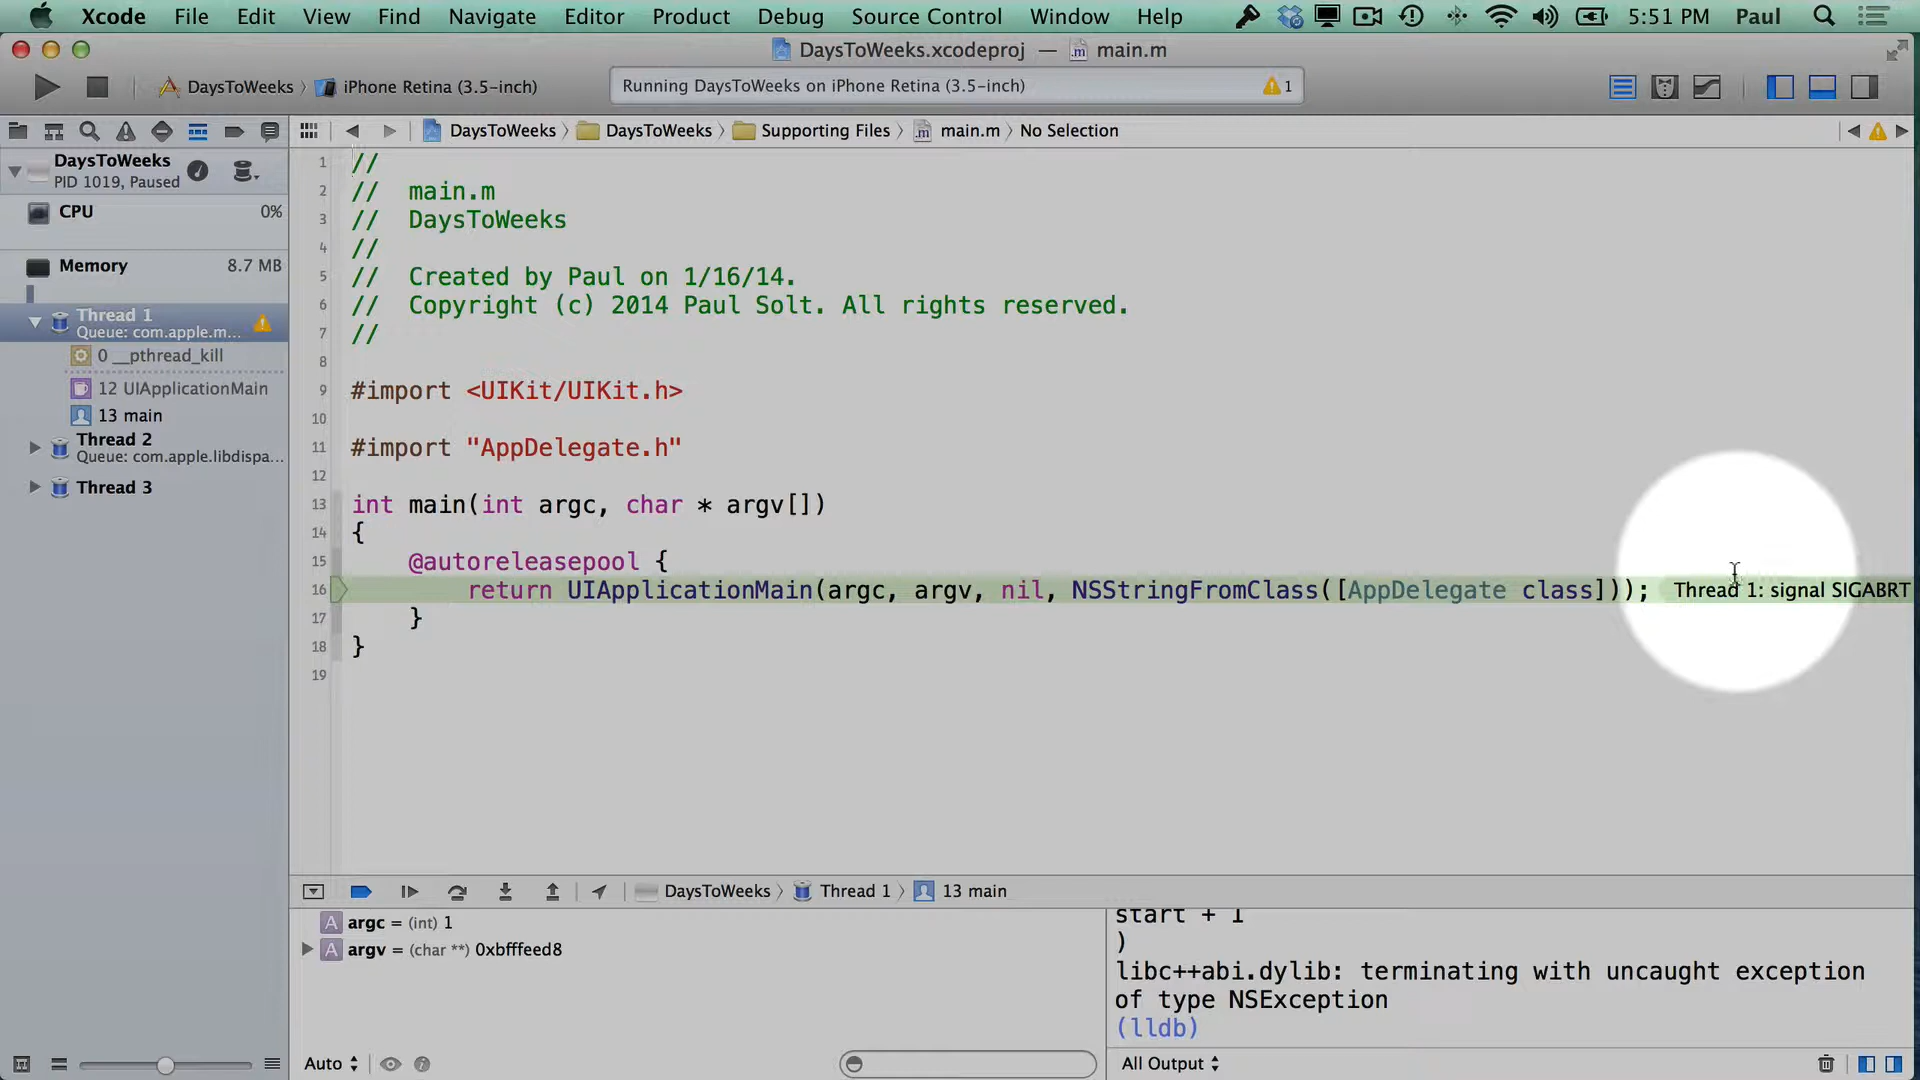 Xcode File Edit View Find Navigate Editor Product Debug Source Control Window Help 5:51 PM Paul
DaysToWeeks.xcodeproj — main.m
DaysToWeeks iPhone Retina (3.5-inch)
Running DaysToWeeks on iPhone Retina (3.5-inch) 1
DaysToWeeks DaysToWeeks Supporting Files main.m No Selection
DaysToWeeks
PID 1019, Paused
CPU 0%
Memory 8.7 MB
Thread 1
Queue: com.apple.m...
0 __pthread_kill
12 UIApplicationMain
13 main
Thread 2
Queue: com.apple.libdispa...
Thread 3
1 //
2 // main.m
3 // DaysToWeeks
4 //
5 // Created by Paul on 1/16/14.
6 // Copyright (c) 2014 Paul Solt. All rights reserved.
7 //
8
9 #import <UIKit/UIKit.h>
10
11 #import "AppDelegate.h"
12
13 int main(int argc, char * argv[])
14 {
15 @autoreleasepool {
16 return UIApplicationMain(argc, argv, nil, NSStringFromClass([AppDelegate class])); Thread 1: signal SIGABRT
17 }
18 }
19
DaysToWeeks Thread 1 13 main
A argc = (int) 1
A argv = (char **) 0xbfffeed8
start + 1
)
libc++abi.dylib: terminating with uncaught exception
of type NSException
(lldb)
Auto
All Output